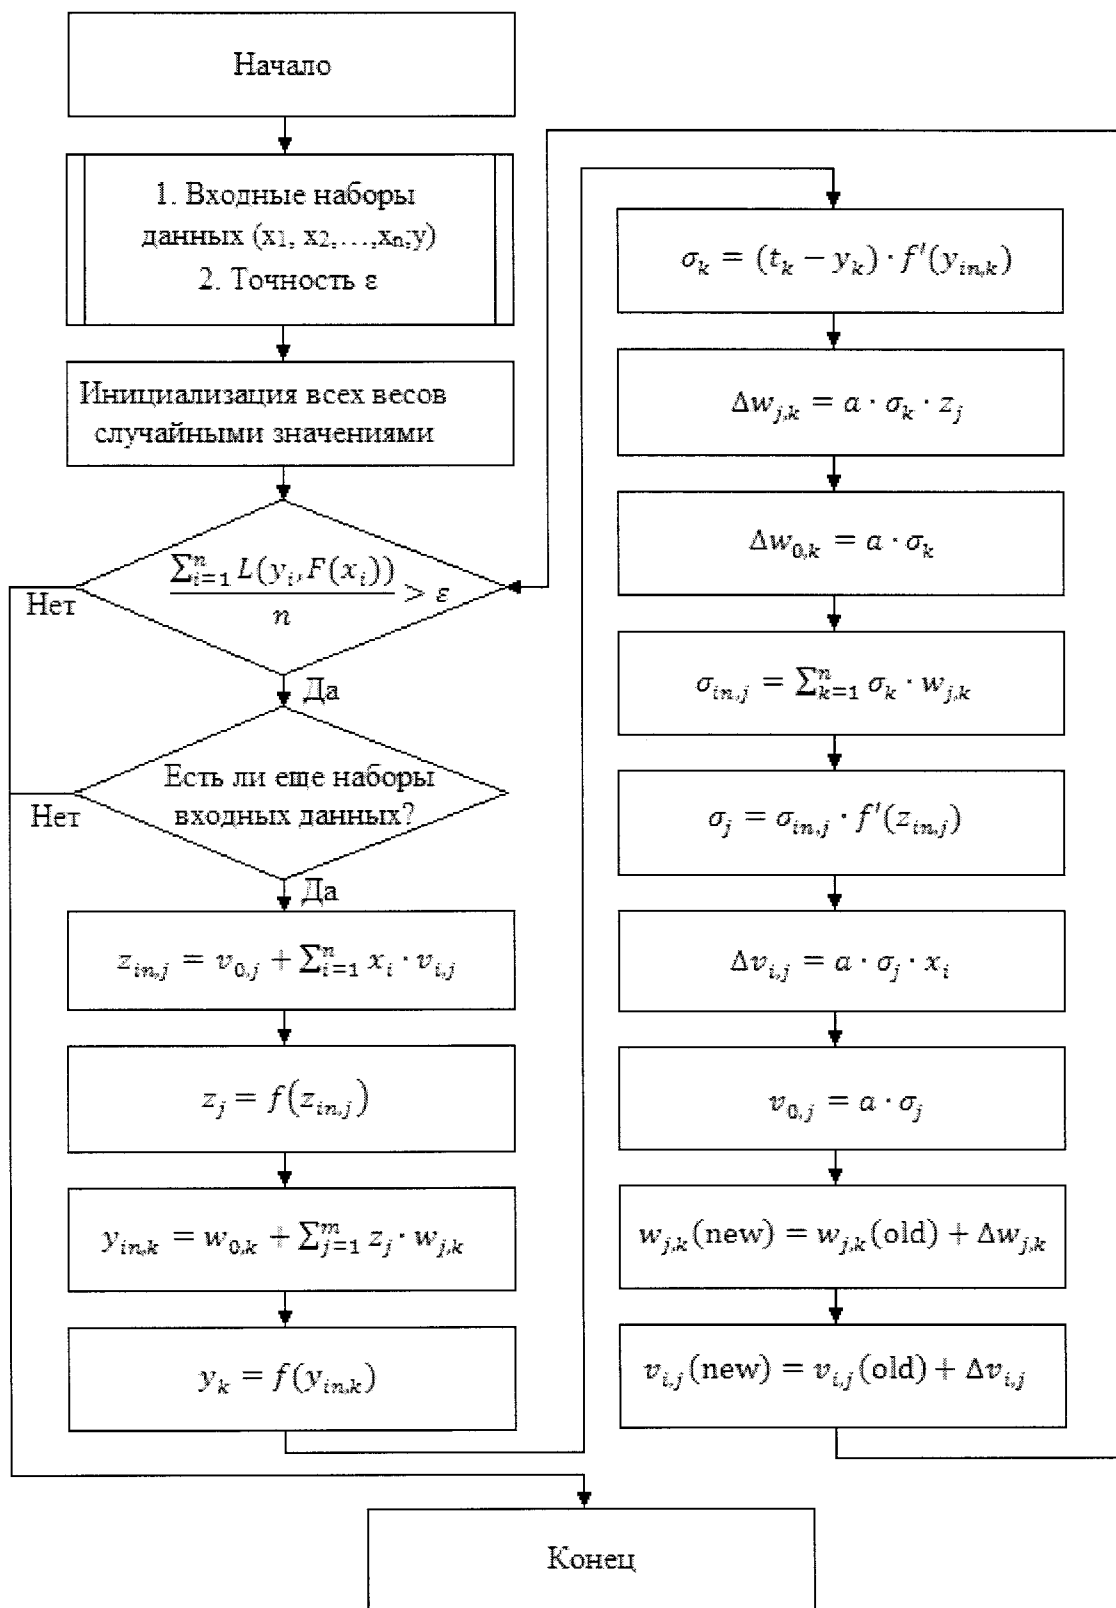 Начало
1. Входные наборы
данных (x₁, x₂,…,xₙ,y)
2. Точность ε
Инициализация всех весов
случайными значениями
∑ⁿᵢ₌₁ L(yᵢ, F(xᵢ))
n
> ε
Нет
Да
Есть ли еще наборы
входных данных?
Нет
Да
z_{in,j} = v_{0,j} + ∑_{i=1}^{n} x_i · v_{i,j}
z_j = f(z_{in,j})
y_{in,k} = w_{0,k} + ∑_{j=1}^{m} z_j · w_{j,k}
y_k = f(y_{in,k})
σ_k = (t_k − y_k) · f′(y_{in,k})
Δw_{j,k} = a · σ_k · z_j
Δw_{0,k} = a · σ_k
σ_{in,j} = ∑_{k=1}^{n} σ_k · w_{j,k}
σ_j = σ_{in,j} · f′(z_{in,j})
Δv_{i,j} = a · σ_j · x_i
v_{0,j} = a · σ_j
w_{j,k}(new) = w_{j,k}(old) + Δw_{j,k}
v_{i,j}(new) = v_{i,j}(old) + Δv_{i,j}
Конец